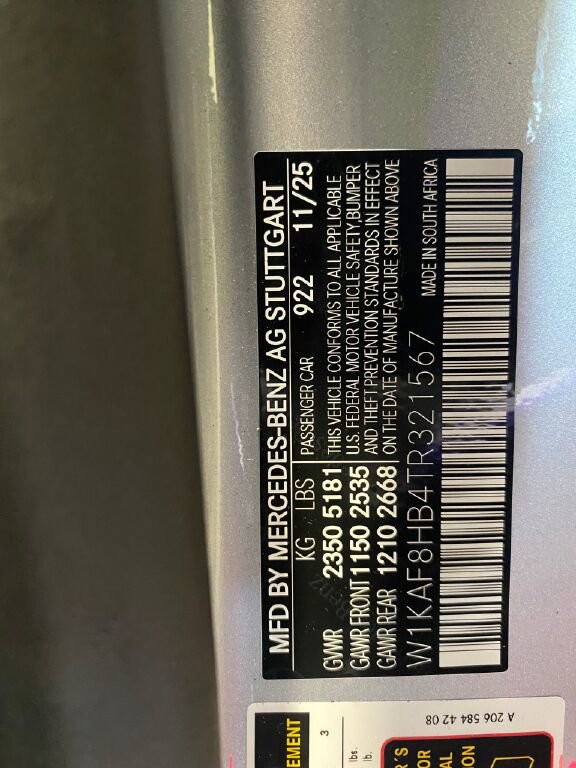 MFD BY MERCEDES-BENZ AG STUTTGART
KG LBS PASSENGER CAR 922 11/25
GVWR 2350 5181 THIS VEHICLE CONFORMS TO ALL APPLICABLE
GAWR FRONT 1150 2535 U.S. FEDERAL MOTOR VEHICLE SAFETY,BUMPER
AND THEFT PREVENTION STANDARDS IN EFFECT
GAWR REAR 1210 2668 ON THE DATE OF MANUFACTURE SHOWN ABOVE
W1KAF8HB4TR321567 MADE IN SOUTH AFRICA
EMENT
3
lbs
lb.
R'S
OR
AL
ION
A 206 584 42 08